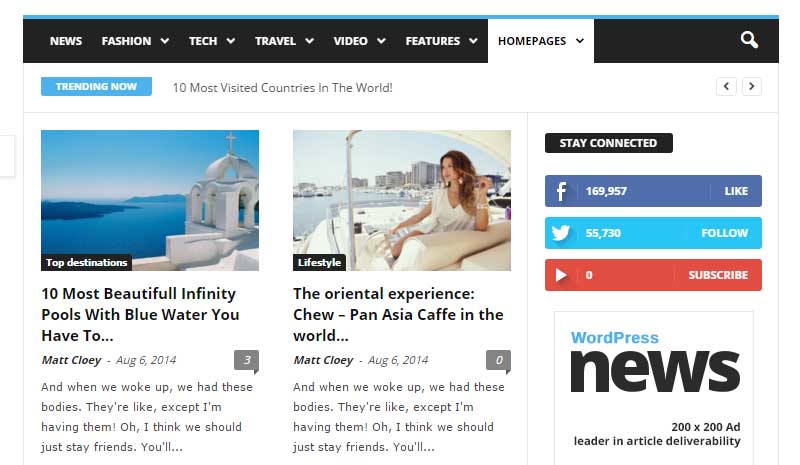 NEWS FASHION TECH TRAVEL VIDEO FEATURES HOMEPAGES
TRENDING NOW 10 Most Visited Countries In The World!
Top destinations
10 Most Beautifull Infinity
Pools With Blue Water You
Have To...
Matt Cloey - Aug 6, 2014 3
And when we woke up, we had these
bodies. They're like, except I'm
having them! Oh, I think we should
just stay friends. You'll...
Lifestyle
The oriental experience:
Chew – Pan Asia Caffe in the
world...
Matt Cloey - Aug 6, 2014 0
And when we woke up, we had these
bodies. They're like, except I'm
having them! Oh, I think we should
just stay friends. You'll...
STAY CONNECTED
f 169,957 LIKE
55,730 FOLLOW
0 SUBSCRIBE
WordPress
news
200 x 200 Ad
leader in article deliverability